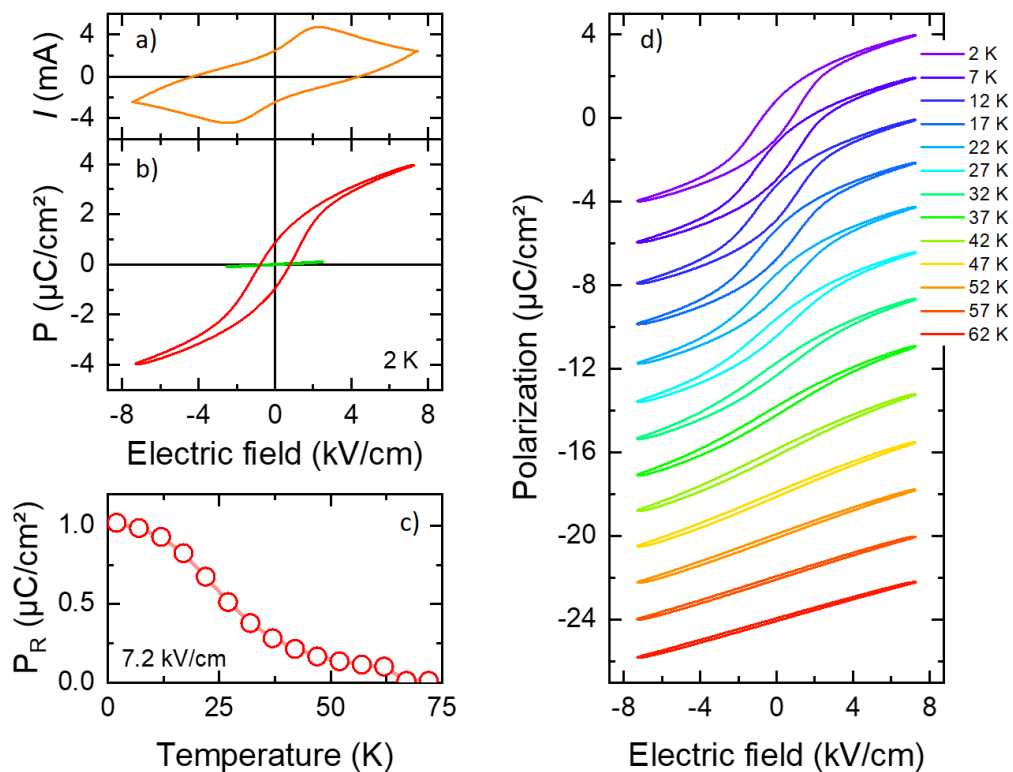 a)
I (mA)
4
0
-4
b)
P (µC/cm²)
4
2
0
-2
-4
2 K
-8 -4 0 4 8
Electric field (kV/cm)
c)
P_R (µC/cm²)
1.0
0.5
0.0
7.2 kV/cm
0 25 50 75
Temperature (K)
d)
Polarization (µC/cm²)
4
0
-4
-8
-12
-16
-20
-24
-8 -4 0 4 8
Electric field (kV/cm)
2 K
7 K
12 K
17 K
22 K
27 K
32 K
37 K
42 K
47 K
52 K
57 K
62 K